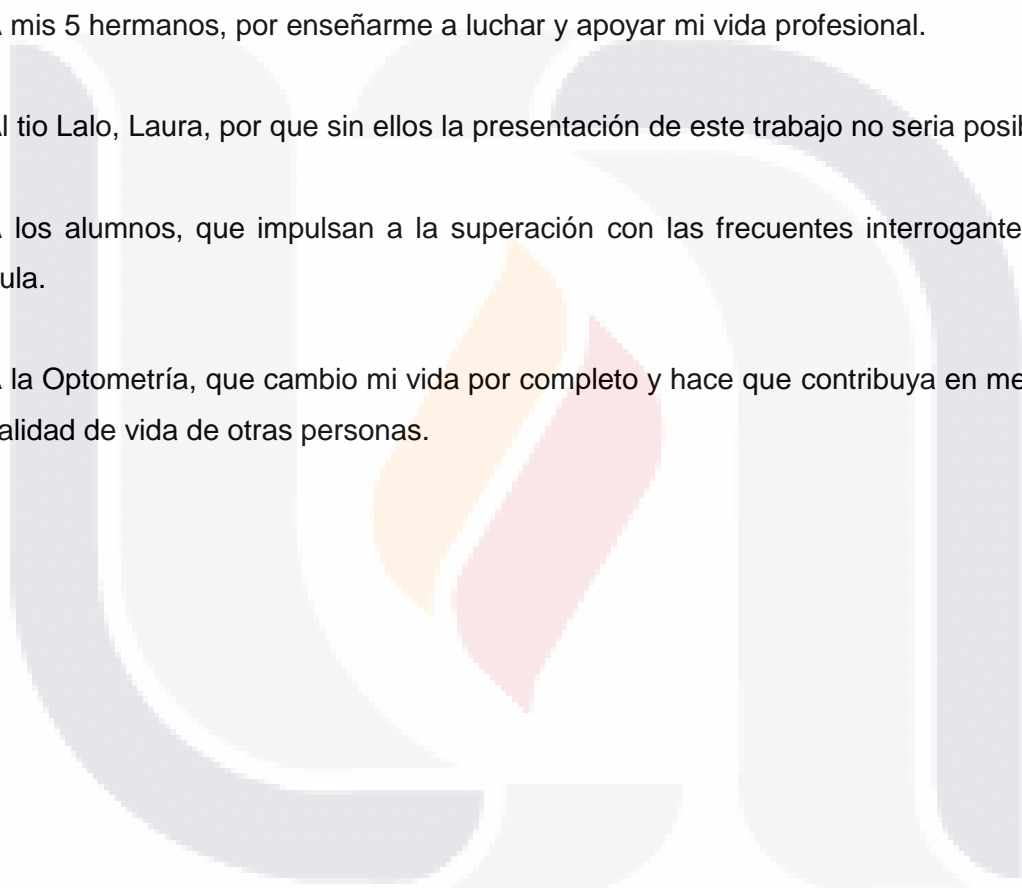 mis 5 hermanos, por enseñarme a luchar y apoyar mi vida profesional.
l tio Lalo, Laura, por que sin ellos la presentación de este trabajo no seria posib
los alumnos, que impulsan a la superación con las frecuentes interrogante
ula.
la Optometría, que cambio mi vida por completo y hace que contribuya en me
alidad de vida de otras personas.